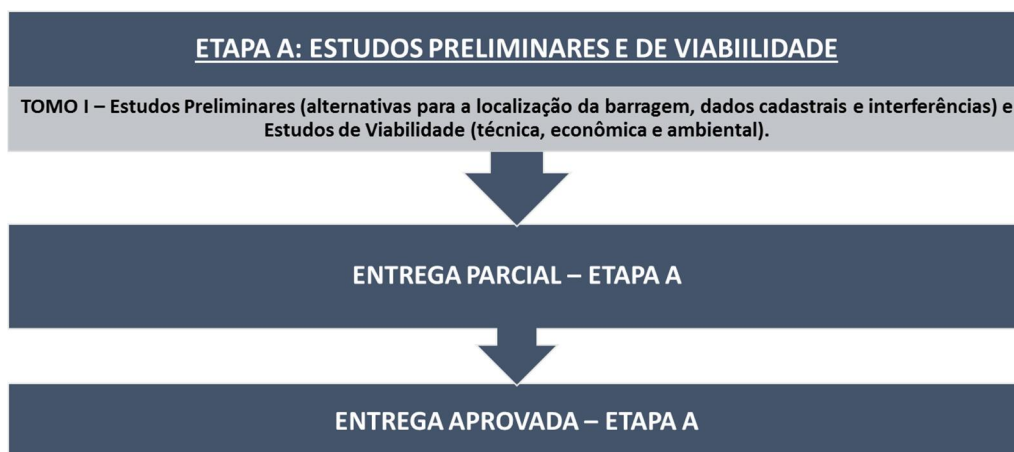 ETAPA A: ESTUDOS PRELIMINARES E DE VIABIILIDADE
TOMO I – Estudos Preliminares (alternativas para a localização da barragem, dados cadastrais e interferências) e
Estudos de Viabilidade (técnica, econômica e ambiental).
ENTREGA PARCIAL – ETAPA A
ENTREGA APROVADA – ETAPA A